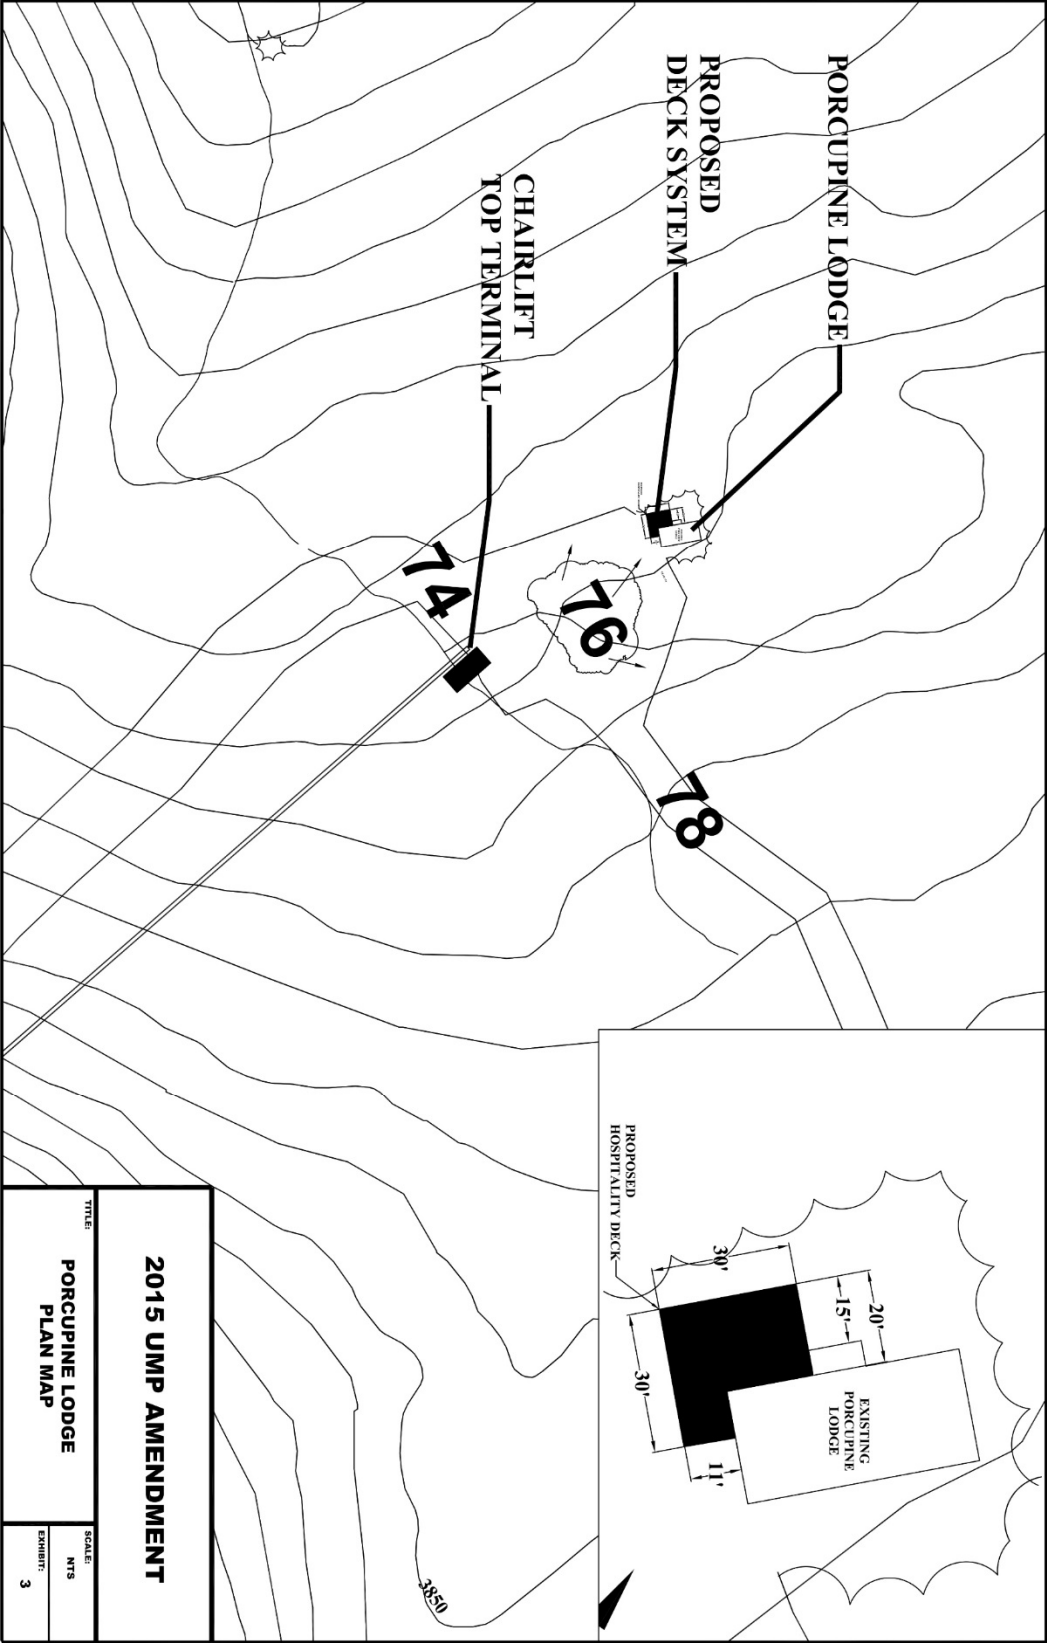 PORCUPINE LODGE
PROPOSED
DECK SYSTEM
CHAIRLIFT
TOP TERMINAL
74
76
78
PROPOSED
HOSPITALITY DECK
30'
30'
15'
20'
11'
EXISTING
PORCUPINE
LODGE
3850
2015 UMP AMENDMENT
TITLE:
PORCUPINE LODGE
PLAN MAP
SCALE:
NTS
EXHIBIT:
3